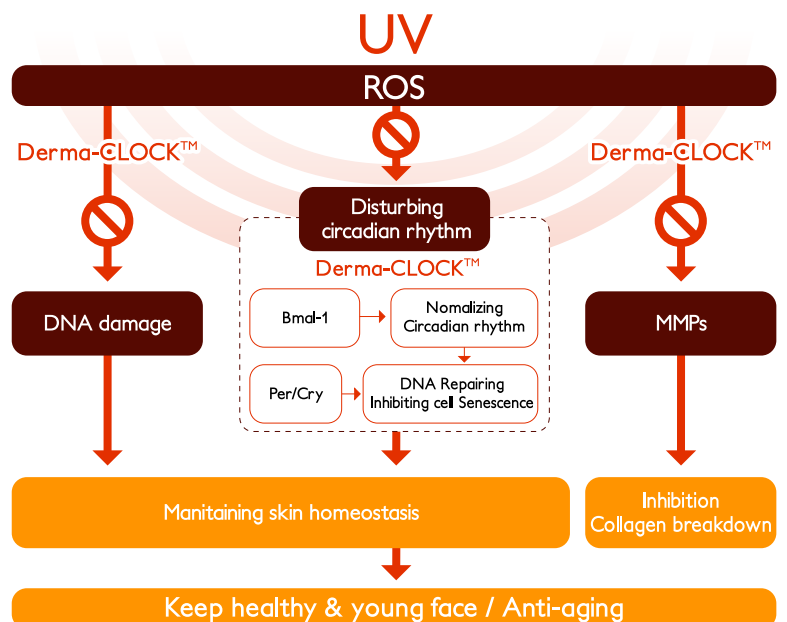 UV
ROS
Derma-CLOCK™
Derma-CLOCK™
Disturbing
circadian rhythm
Derma-CLOCK™
Bmal-1
Nomalizing
Circadian rhythm
DNA damage
MMPs
Per/Cry
DNA Repairing
Inhibiting cell Senescence
Manitaining skin homeostasis
Inhibition
Collagen breakdown
Keep healthy & young face / Anti-aging